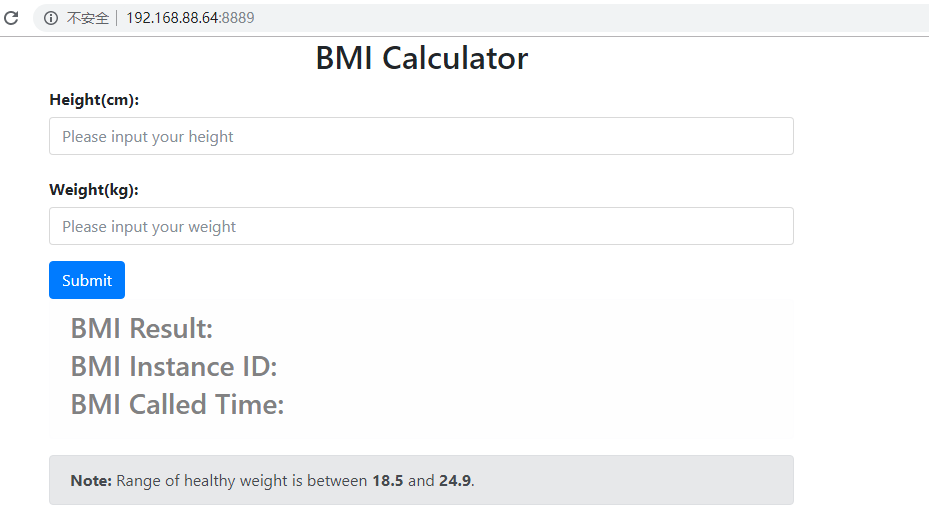 不安全 | 192.168.88.64:8889
BMI Calculator
Height(cm):
Please input your height
Weight(kg):
Please input your weight
Submit
BMI Result:
BMI Instance ID:
BMI Called Time:
Note: Range of healthy weight is between 18.5 and 24.9.